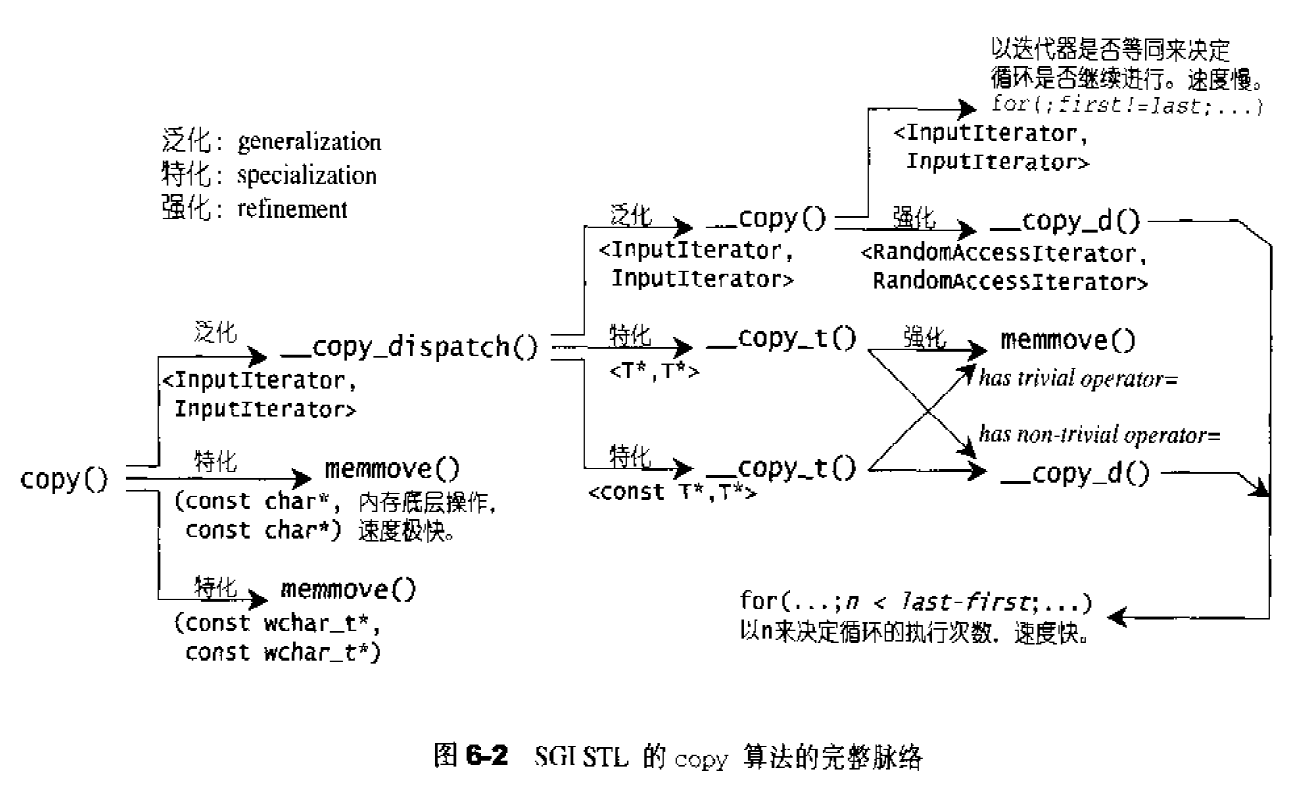 以迭代器是否等同来决定
循环是否继续进行。速度慢。
for(;first!=last;...)
<InputIterator,
InputIterator>
泛化: generalization
特化: specialization
强化: refinement
泛化
__copy()
<InputIterator,
InputIterator>
强化
__copy_d()
<RandomAccessIterator,
RandomAccessIterator>
泛化
__copy_dispatch()
<InputIterator,
InputIterator>
特化
__copy_t()
<T*,T*>
强化
memmove()
has trivial operator=
has non-trivial operator=
特化
__copy_t()
<const T*,T*>
__copy_d()
copy()
特化
memmove()
(const char*, 内存底层操作,
const char*) 速度极快。
特化
memmove()
(const wchar_t*,
const wchar_t*)
for(...;n < last-first;...)
以n来决定循环的执行次数. 速度快。
图 6-2 SGI STL 的 copy 算法的完整脉络